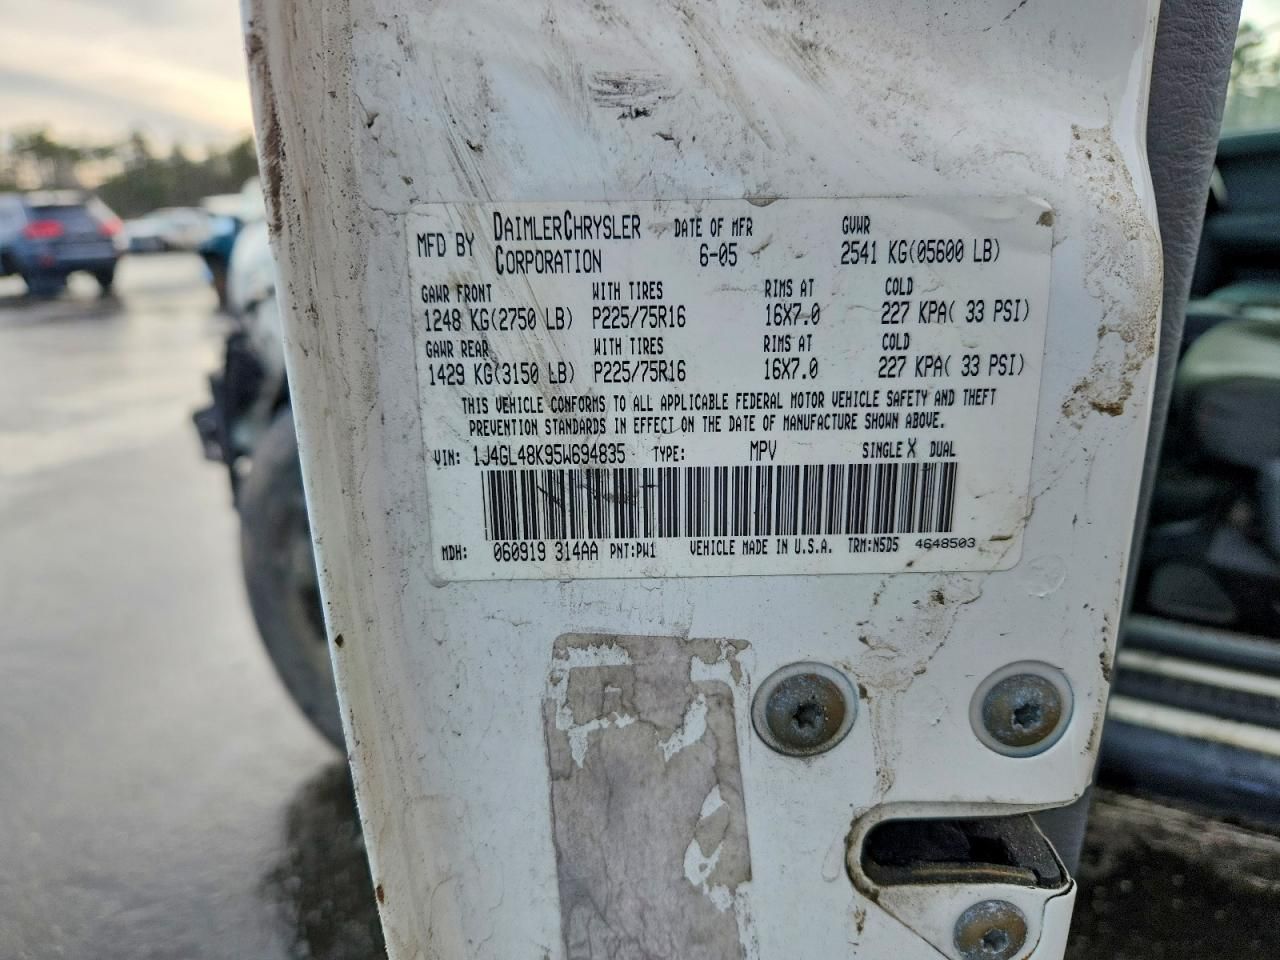 MFD BY DAIMLERCHRYSLER CORPORATION DATE OF MFR 6-05 GVWR 2541 KG(05600 LB)
GAWR FRONT WITH TIRES RIMS AT COLD
1248 KG(2750 LB) P225/75R16 16X7.0 227 KPA( 33 PSI)
GAWR REAR WITH TIRES RIMS AT COLD
1429 KG(3150 LB) P225/75R16 16X7.0 227 KPA( 33 PSI)
THIS VEHICLE CONFORMS TO ALL APPLICABLE FEDERAL MOTOR VEHICLE SAFETY AND THEFT
PREVENTION STANDARDS IN EFFECT ON THE DATE OF MANUFACTURE SHOWN ABOVE.
VIN: 1J4GL48K95W694835 TYPE: MPV SINGLE X DUAL
MDH: 060919 314AA PNT:PW1 VEHICLE MADE IN U.S.A. TRM:N5D5 4648503